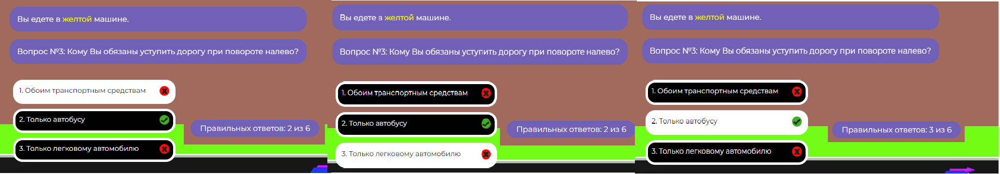 Вы едете в желтой машине.
Вопрос №3: Кому Вы обязаны уступить дорогу при повороте налево?
1. Обоим транспортным средствам
2. Только автобусу
Правильных ответов: 2 из 6
3. Только легковому автомобилю
Вы едете в желтой машине.
Вопрос №3: Кому Вы обязаны уступить дорогу при повороте налево?
1. Обоим транспортным средствам
2. Только автобусу
Правильных ответов: 2 из 6
3. Только легковому автомобилю
Вы едете в желтой машине.
Вопрос №3: Кому Вы обязаны уступить дорогу при повороте налево?
1. Обоим транспортным средствам
2. Только автобусу
Правильных ответов: 3 из 6
3. Только легковому автомобилю